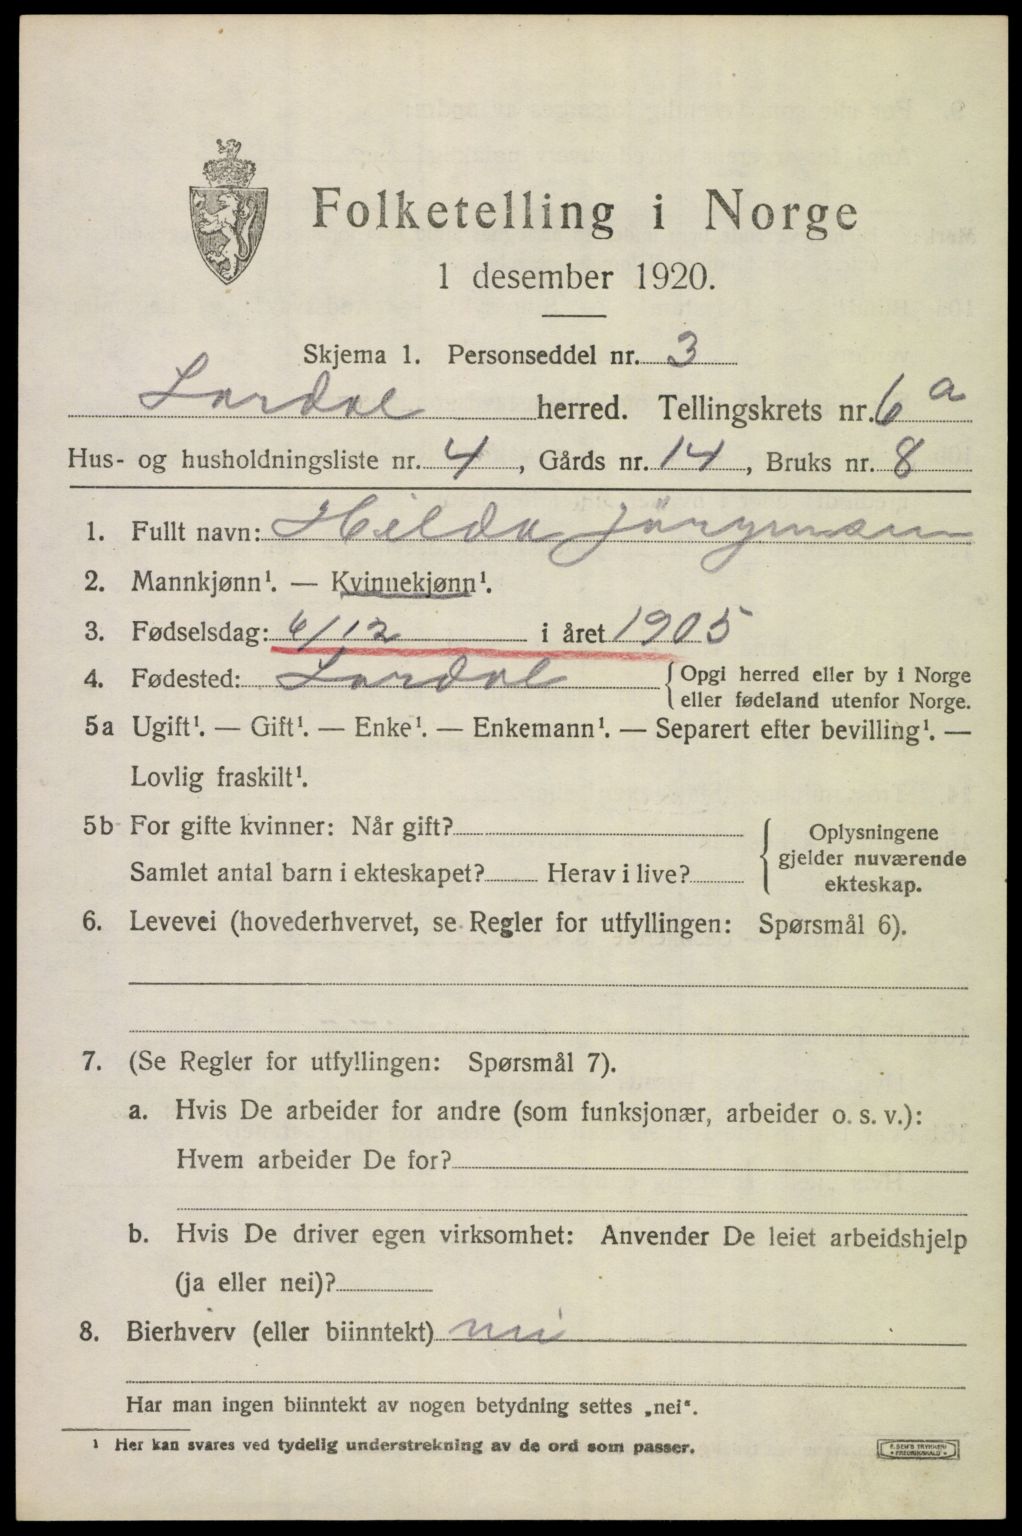 Folketelling i Norge
1 desember 1920.
Skjema 1. Personseddel nr. 3
Lardal herred. Tellingskrets nr. 6 a
Hus- og husholdningsliste nr. 4, Gårds nr. 14, Bruks nr. 8
1. Fullt navn: Hilda
2. Mannkjønn¹. — Kvinnekjønn¹.
3. Fødselsdag: 6/12 i året 1905
4. Fødested: Lardal { Opgi herred eller by i Norge
eller fødeland utenfor Norge.
5a Ugift¹. — Gift¹. — Enke¹. — Enkemann¹. — Separert efter bevilling¹. —
Lovlig fraskilt¹.
5b For gifte kvinner: Når gift?
Samlet antal barn i ekteskapet? Herav i live?
{ Oplysningene
gjelder nuværende
ekteskap.
6. Levevei (hovederhvervet, se Regler for utfyllingen: Spørsmål 6).
7. (Se Regler for utfyllingen: Spørsmål 7).
a. Hvis De arbeider for andre (som funksjonær, arbeider o. s. v.):
Hvem arbeider De for?
b. Hvis De driver egen virksomhet: Anvender De leiet arbeidshjelp
(ja eller nei)?
8. Bierhverv (eller biinntekt) nei
Har man ingen biinntekt av nogen betydning settes „nei“.
¹ Her kan svares ved tydelig understrekning av de ord som passer.
E. SEM'S TRYKKERI
FREDRIKSHALD